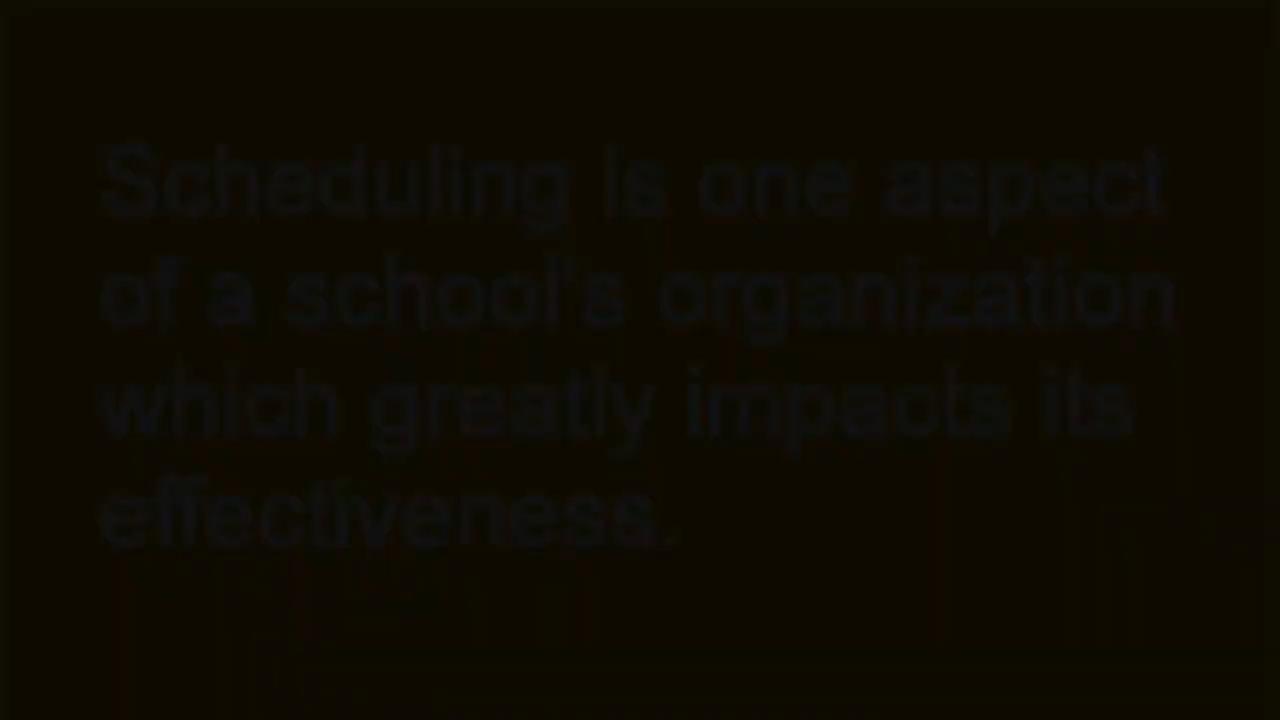 Scheduling is one aspect
of a school's organization
which greatly impacts its
effectiveness.